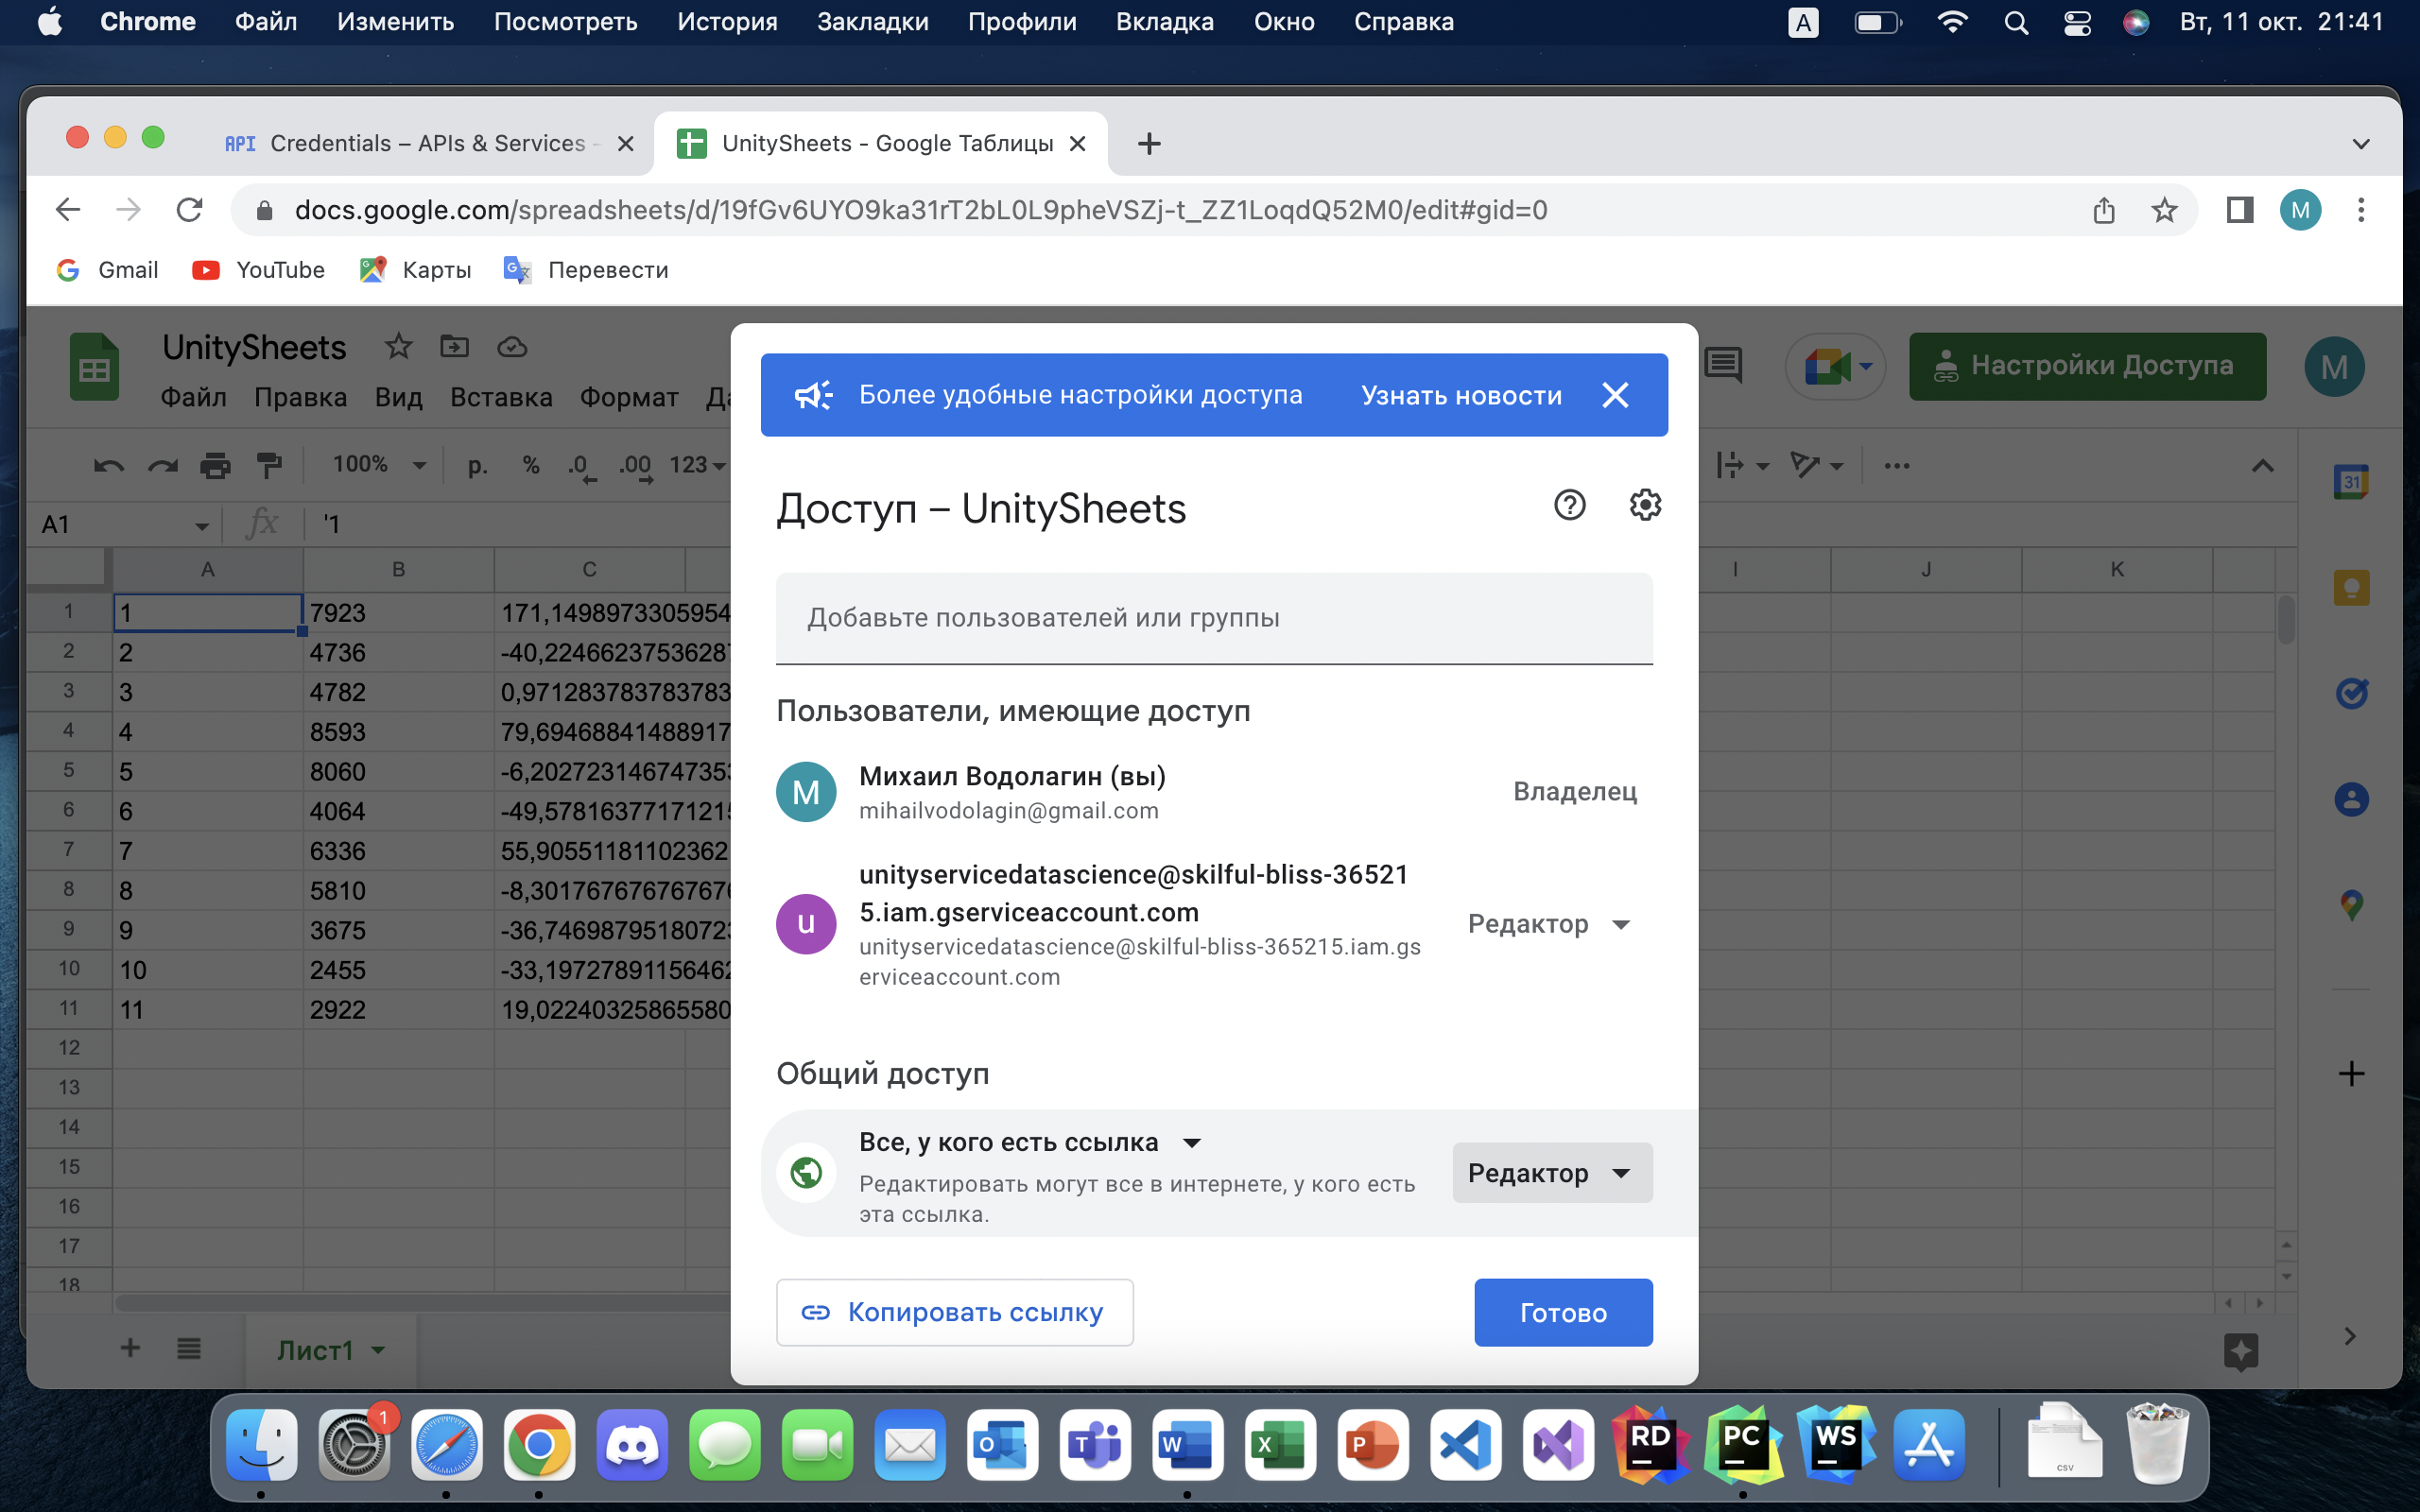 Chrome Файл Изменить Посмотреть История Закладки Профили Вкладка Окно Справка A Вт, 11 окт. 21:41
API Credentials – APIs & Services - UnitySheets - Google Таблицы
docs.google.com/spreadsheets/d/19fGv6UYO9ka31rT2bL0L9pheVSZj-t_ZZ1LoqdQ52M0/edit#gid=0 M
Gmail YouTube Карты Перевести
UnitySheets
Файл Правка Вид Вставка Формат
Настройки Доступа M
100% р. % .0 .00 123
A1 fx '1
A B C I J K
1 1 7923 171,1498973305954
2 2 4736 -40,2246623753628
3 3 4782 0,971283783783783
4 4 8593 79,69468841488917
5 5 8060 -6,20272314674735
6 6 4064 -49,5781637717121
7 7 6336 55,90551181102362
8 8 5810 -8,3017676767676
9 9 3675 -36,7469879518072
10 10 2455 -33,1972789115646
11 11 2922 19,0224032586558
12
13
14
15
16
17
18
Более удобные настройки доступа Узнать новости
Доступ – UnitySheets
Добавьте пользователей или группы
Пользователи, имеющие доступ
M Михаил Водолагин (вы)
mihailvodolagin@gmail.com
Владелец
u unityservicedatascience@skilful-bliss-36521
5.iam.gserviceaccount.com
unityservicedatascience@skilful-bliss-365215.iam.gs
erviceaccount.com
Редактор
Общий доступ
Все, у кого есть ссылка
Редактировать могут все в интернете, у кого есть
эта ссылка.
Редактор
Копировать ссылку Готово
31
Лист1
1 O T W X P RD PC WS CSV